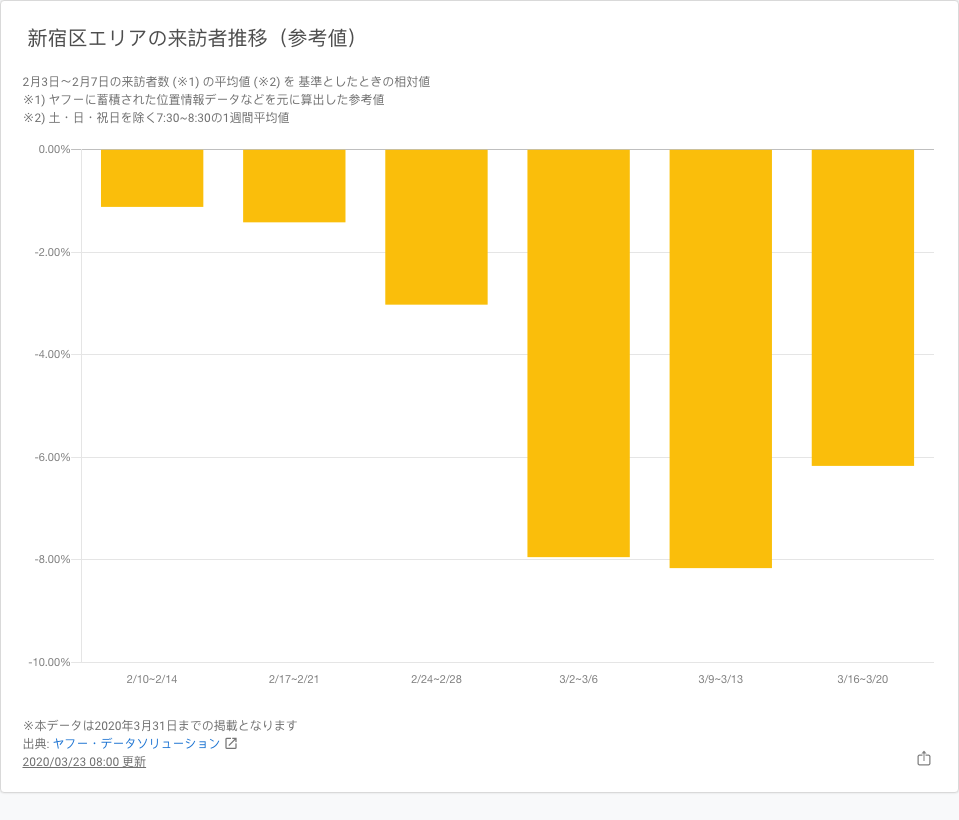 新宿区エリアの来訪者推移（参考値）
2月3日〜2月7日の来訪者数 (※1) の平均値 (※2) を 基準としたときの相対値
※1) ヤフーに蓄積された位置情報データなどを元に算出した参考値
※2) 土・日・祝日を除く7:30~8:30の1週間平均値
0.00%
-2.00%
-4.00%
-6.00%
-8.00%
-10.00%
2/10~2/14 2/17~2/21 2/24~2/28 3/2~3/6 3/9~3/13 3/16~3/20
※本データは2020年3月31日までの掲載となります
出典: ヤフー・データソリューション
2020/03/23 08:00 更新